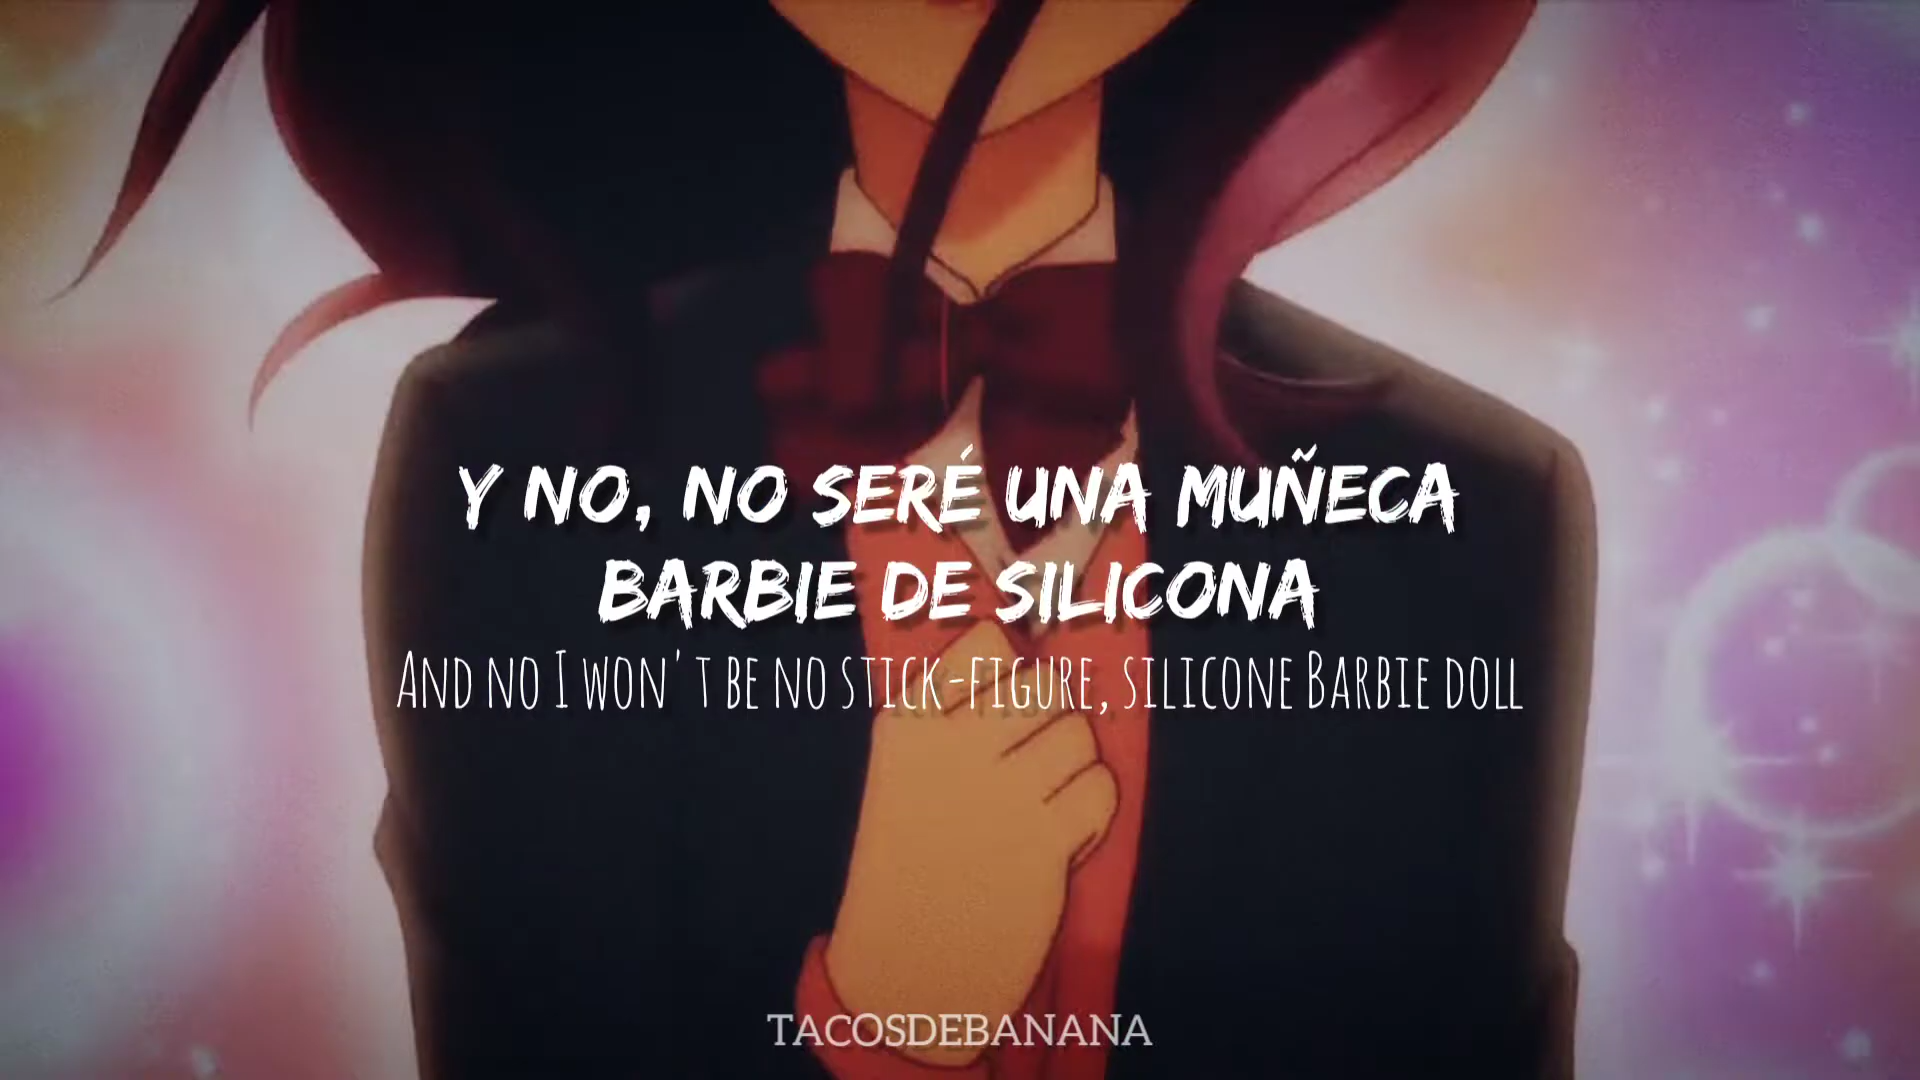 Y NO, NO SERÉ UNA MUÑECA
BARBIE DE SILICONA
And no I won't be no stick-figure, silicone Barbie doll
TACOSDEBANANA